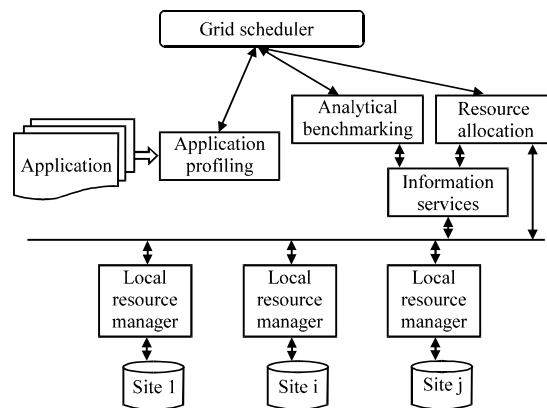 Grid scheduler
Analytical
benchmarking
Resource
allocation
Application
Application
profiling
Information
services
Local
resource
manager
Local
resource
manager
Local
resource
manager
Site 1
Site i
Site j